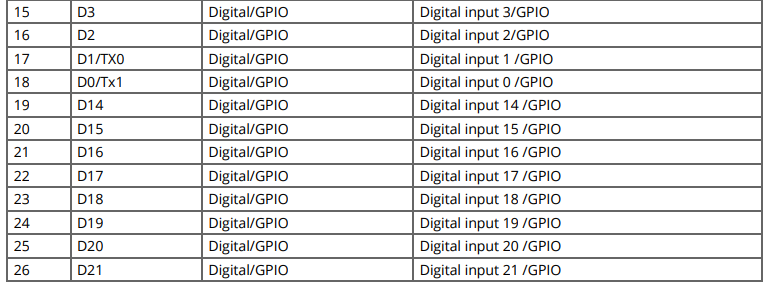 15 D3 Digital/GPIO Digital input 3/GPIO
16 D2 Digital/GPIO Digital input 2/GPIO
17 D1/TX0 Digital/GPIO Digital input 1 /GPIO
18 D0/Tx1 Digital/GPIO Digital input 0 /GPIO
19 D14 Digital/GPIO Digital input 14 /GPIO
20 D15 Digital/GPIO Digital input 15 /GPIO
21 D16 Digital/GPIO Digital input 16 /GPIO
22 D17 Digital/GPIO Digital input 17 /GPIO
23 D18 Digital/GPIO Digital input 18 /GPIO
24 D19 Digital/GPIO Digital input 19 /GPIO
25 D20 Digital/GPIO Digital input 20 /GPIO
26 D21 Digital/GPIO Digital input 21 /GPIO